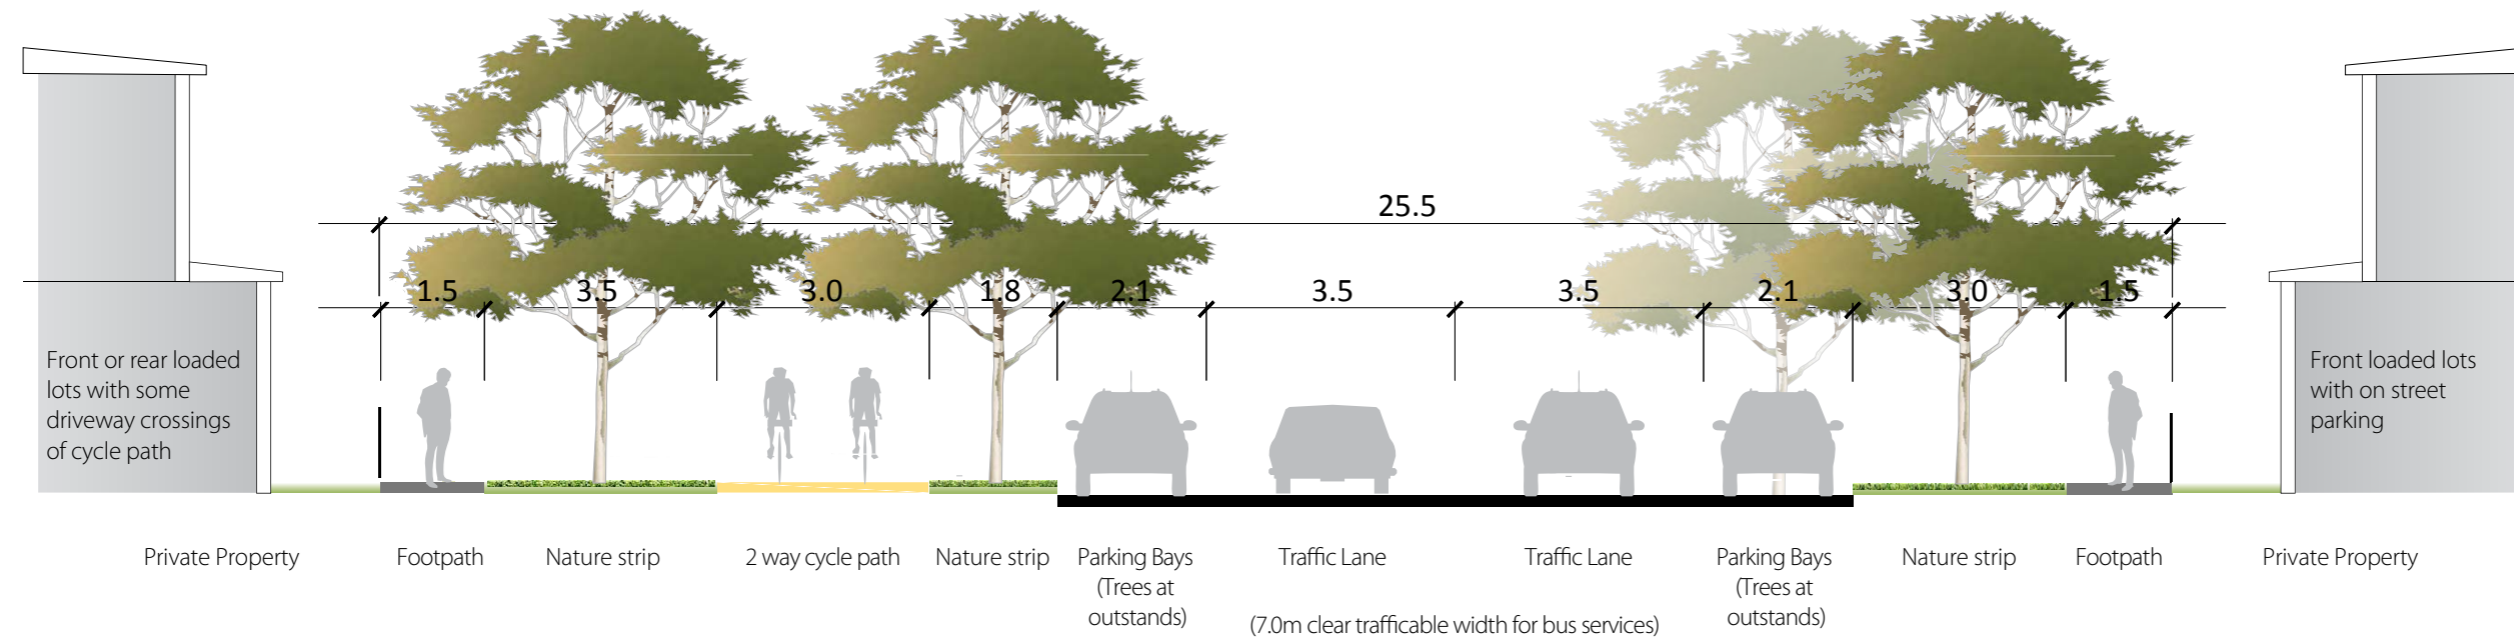 25.5
1.5 3.5 3.0 1.8 2.1 3.5 3.5 2.1 3.0 1.5
Front or rear loaded
lots with some
driveway crossings
of cycle path
Front loaded lots
with on street
parking
Private Property
Footpath
Nature strip
2 way cycle path
Nature strip
Parking Bays
(Trees at
outstands)
Traffic Lane
Traffic Lane
(7.0m clear trafficable width for bus services)
Parking Bays
(Trees at
outstands)
Nature strip
Footpath
Private Property